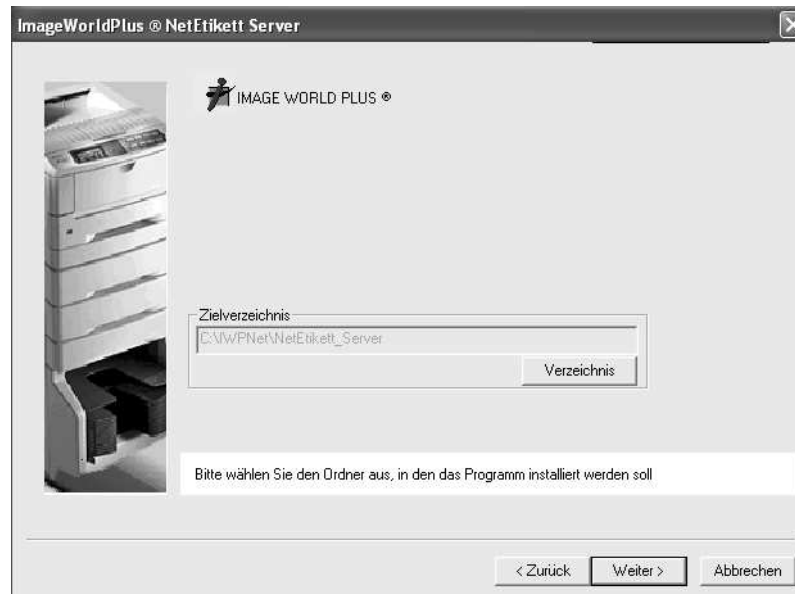 ImageWorldPlus ® NetEtikett Server
IMAGE WORLD PLUS ®
Zielverzeichnis
C:\IWPNet\NetEtikett_Server
Verzeichnis
Bitte wählen Sie den Ordner aus, in den das Programm installiert werden soll
< Zurück
Weiter >
Abbrechen